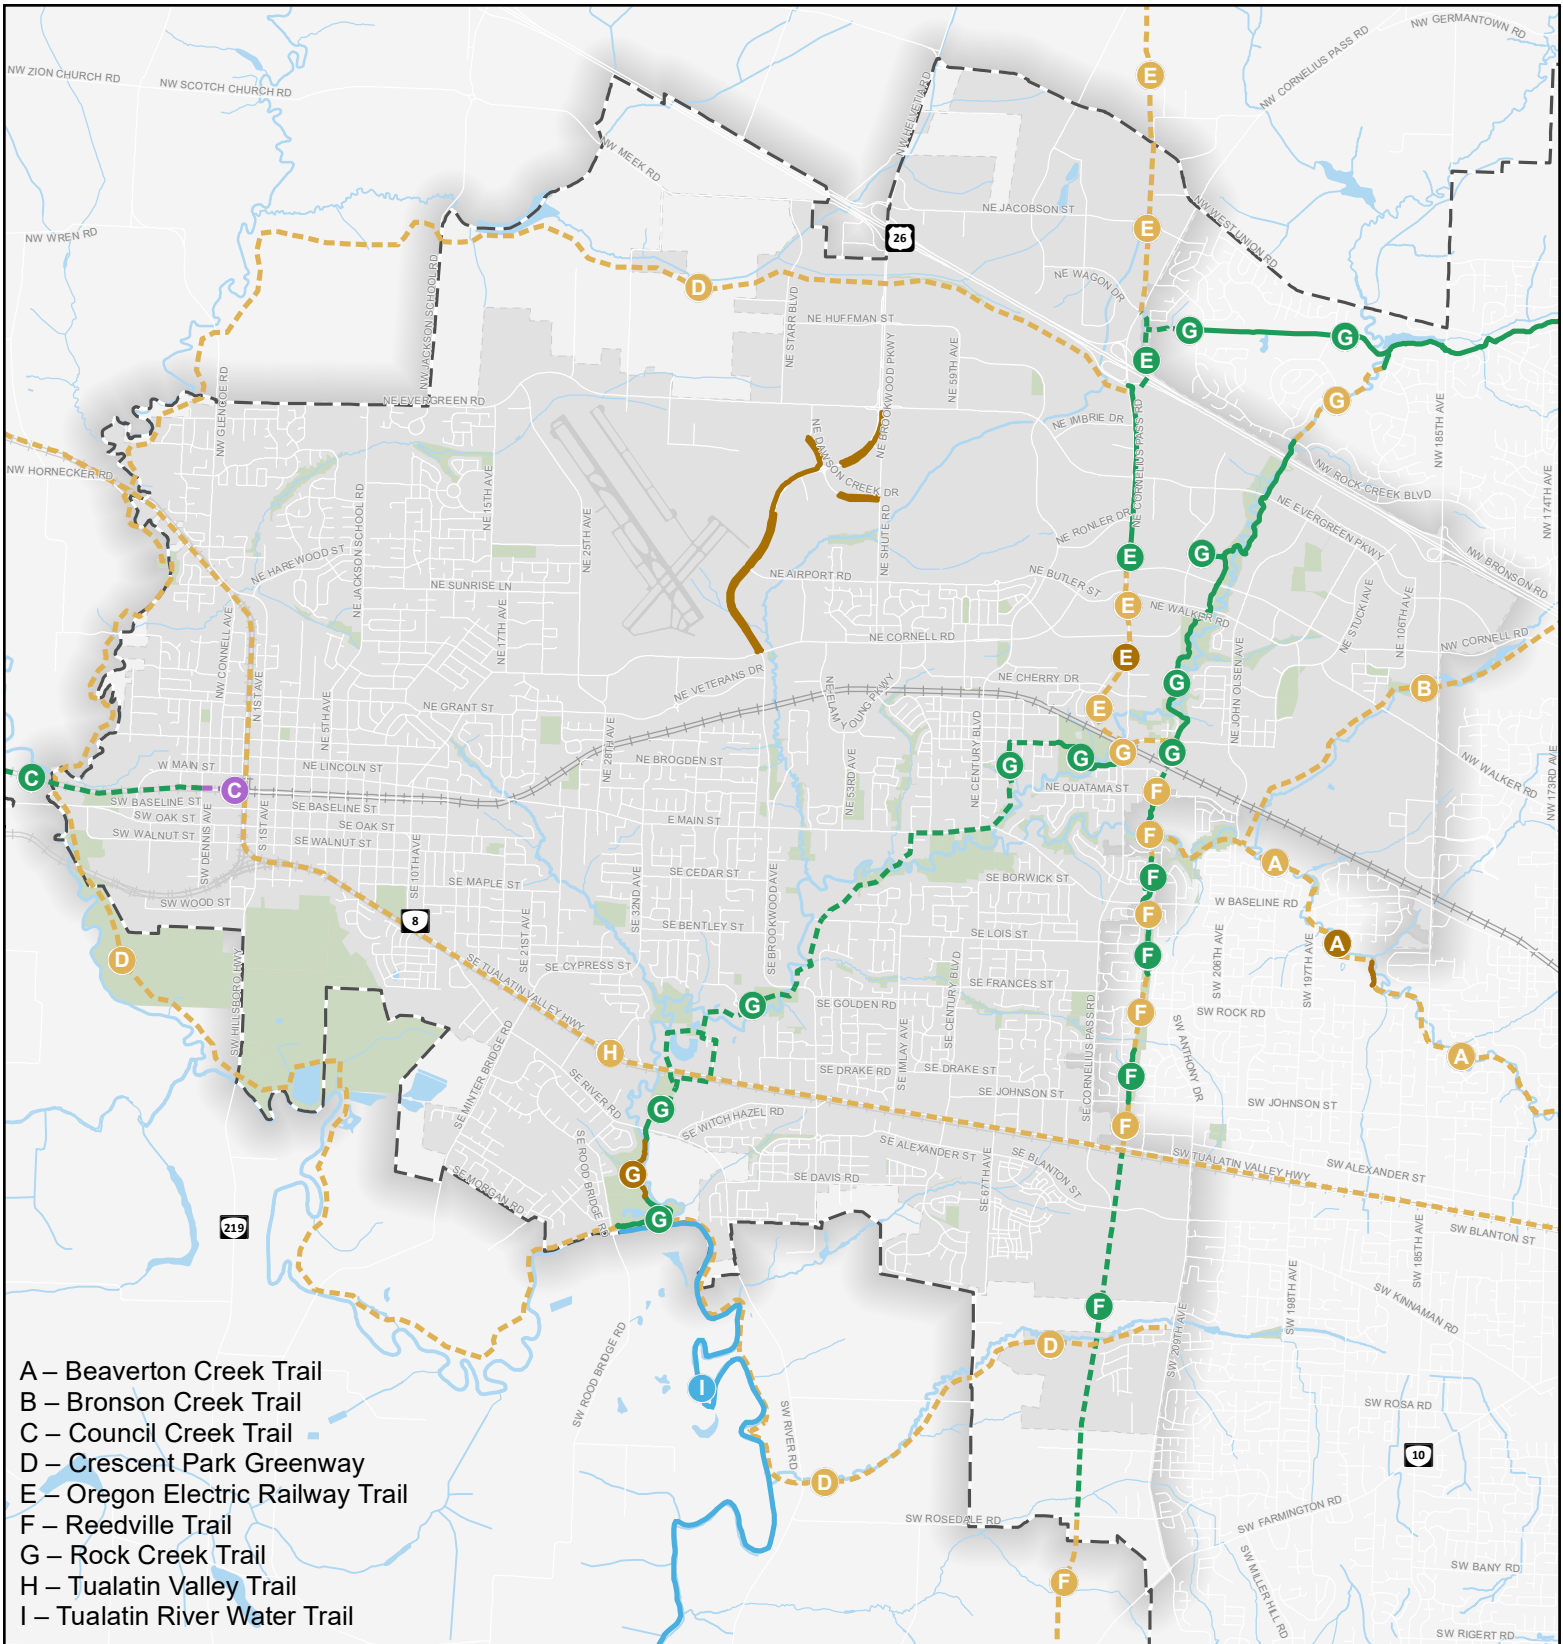 NW GERMANTOWN RD
NW CORNELIUS PASS RD
NW ZION CHURCH RD
NW SCOTCH CHURCH RD
E
NW HELVETIA RD
NW MEEK RD
NE JACOBSON ST
NW WEST UNION RD
NW WREN RD
E
26
NE WAGON DR
NW JACKSON SCHOOL RD
D
NE STARR BLVD
NE HUFFMAN ST
NE BROOKWOOD PKWY
NE 59TH AVE
G
G
E
NW GLENCOE RD
NE EVERGREEN RD
G
NW 185TH AVE
NE IMBRIE DR
NE CORNELIUS PASS RD
NE DAWSON CREEK DR
NW HORNECKER RD
NW ROCK CREEK BLVD
NW 174TH AVE
NE JACKSON SCHOOL RD
NE 15TH AVE
NE 25TH AVE
NE SHUTE RD
NE RONLER DR
NE EVERGREEN PKWY
NW BRONSON RD
NE HAREWOOD ST
NE SUNRISE LN
NE AIRPORT RD
E
G
NE BUTLER ST
E
NE WALKER RD
NE STUCKI AVE
NE 106TH AVE
NW CONNELL AVE
N 1ST AVE
NE 17TH AVE
NE CORNELL RD
NW CORNELL RD
E
NE JOHN OLSEN AVE
NE VETERANS DR
NE CHERRY DR
G
B
NE ELAM YOUNG PKWY
NE 5TH AVE
NE GRANT ST
E
NE 28TH AVE
NE CENTURY BLVD
NW WALKER RD
NW 173RD AVE
C
W MAIN ST
NE LINCOLN ST
NE BROGDEN ST
NE 53RD AVE
G
G
G
G
C
SW BASELINE ST
SE BASELINE ST
NE QUATAMA ST
F
SW OAK ST
SE OAK ST
E MAIN ST
SW WALNUT ST
SW DENNIS AVE
S 1ST AVE
SE WALNUT ST
F
A
SE 10TH AVE
SE MAPLE ST
SE CEDAR ST
SE BORWICK ST
F
SW WOOD ST
SE 32ND AVE
SE BROOKWOOD AVE
W BASELINE RD
8
SE 21ST AVE
SE BENTLEY ST
SE LOIS ST
F
A
D
SW HILLSBORO HWY
SE TUALATIN VALLEY HWY
SE CYPRESS ST
SE CENTURY BLVD
F
SW 206TH AVE
SW 197TH AVE
SE FRANCES ST
G
SE GOLDEN RD
SE CORNELIUS PASS RD
F
SW ROCK RD
SE MINTER BRIDGE RD
H
SE IMLAY AVE
SW ANTHONY DR
A
SE RIVER RD
SE DRAKE RD
SE DRAKE ST
F
SE JOHNSON ST
SW JOHNSON ST
G
SE WITCH HAZEL RD
F
SE ALEXANDER ST
SE BLANTON ST
SW TUALATIN VALLEY HWY
SW ALEXANDER ST
SE MORGAN RD
SE ROOD BRIDGE RD
G
SE DAVIS RD
SE 67TH AVE
219
G
SW BLANTON ST
SW 185TH AVE
SW 198TH AVE
F
SW KINNAMAN RD
SW 209TH AVE
D
SW ROOD BRIDGE RD
I
SW RIVER RD
SW ROSA RD
10
D
SW ROSEDALE RD
SW FARMINGTON RD
SW MILLER HILL RD
SW BANY RD
F
SW RIGERT RD
A – Beaverton Creek Trail
B – Bronson Creek Trail
C – Council Creek Trail
D – Crescent Park Greenway
E – Oregon Electric Railway Trail
F – Reedville Trail
G – Rock Creek Trail
H – Tualatin Valley Trail
I – Tualatin River Water Trail